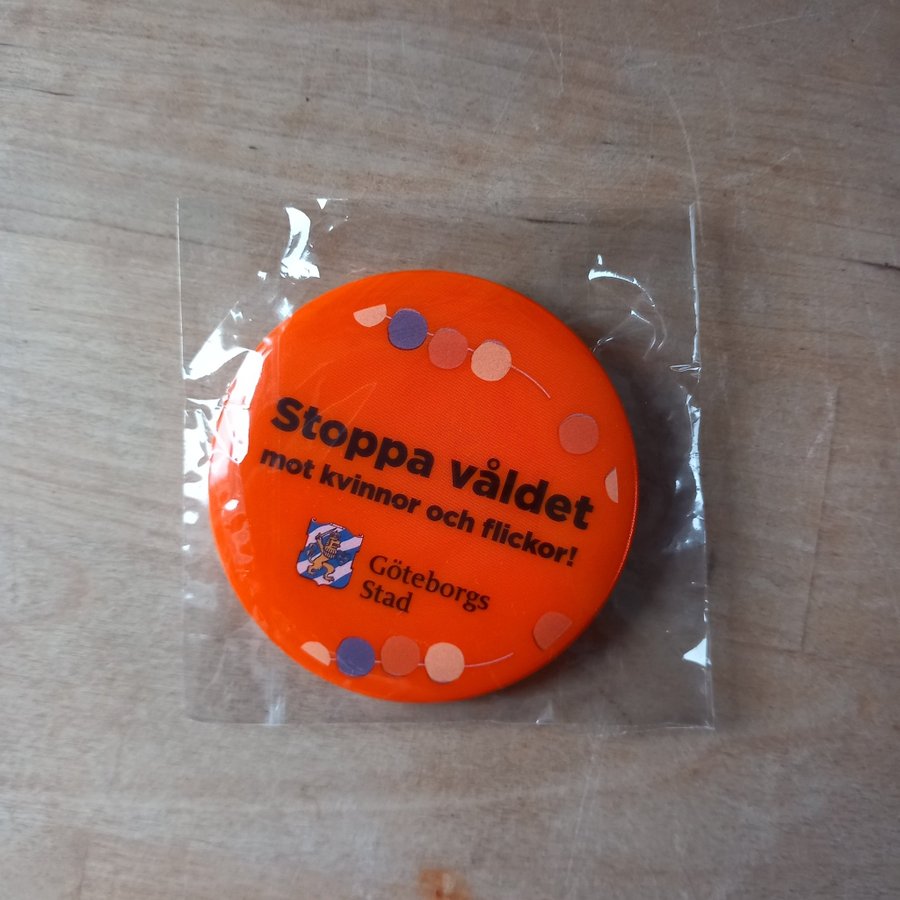 Stoppa våldet
mot kvinnor och flickor!
Göteborgs
Stad